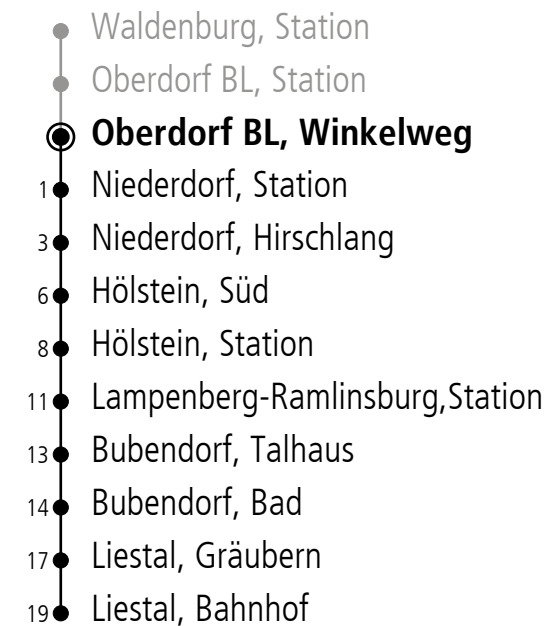 Waldenburg, Station
Oberdorf BL, Station
Oberdorf BL, Winkelweg
1 Niederdorf, Station
3 Niederdorf, Hirschlang
6 Hölstein, Süd
8 Hölstein, Station
11 Lampenberg-Ramlinsburg,Station
13 Bubendorf, Talhaus
14 Bubendorf, Bad
17 Liestal, Gräubern
19 Liestal, Bahnhof